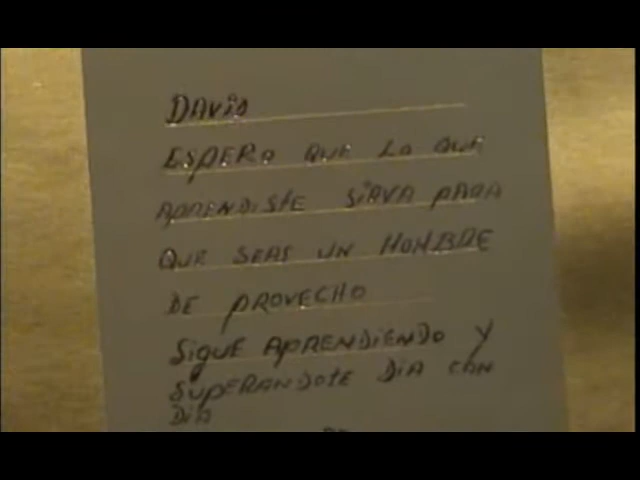 DAVID
ESPERO QUE LO QUE
APRENDISTE SIRVA PARA
QUE SEAS UN HOMBRE
DE PROVECHO
SIGUE APRENDIENDO Y
SUPERANDOTE DIA CON
DIA